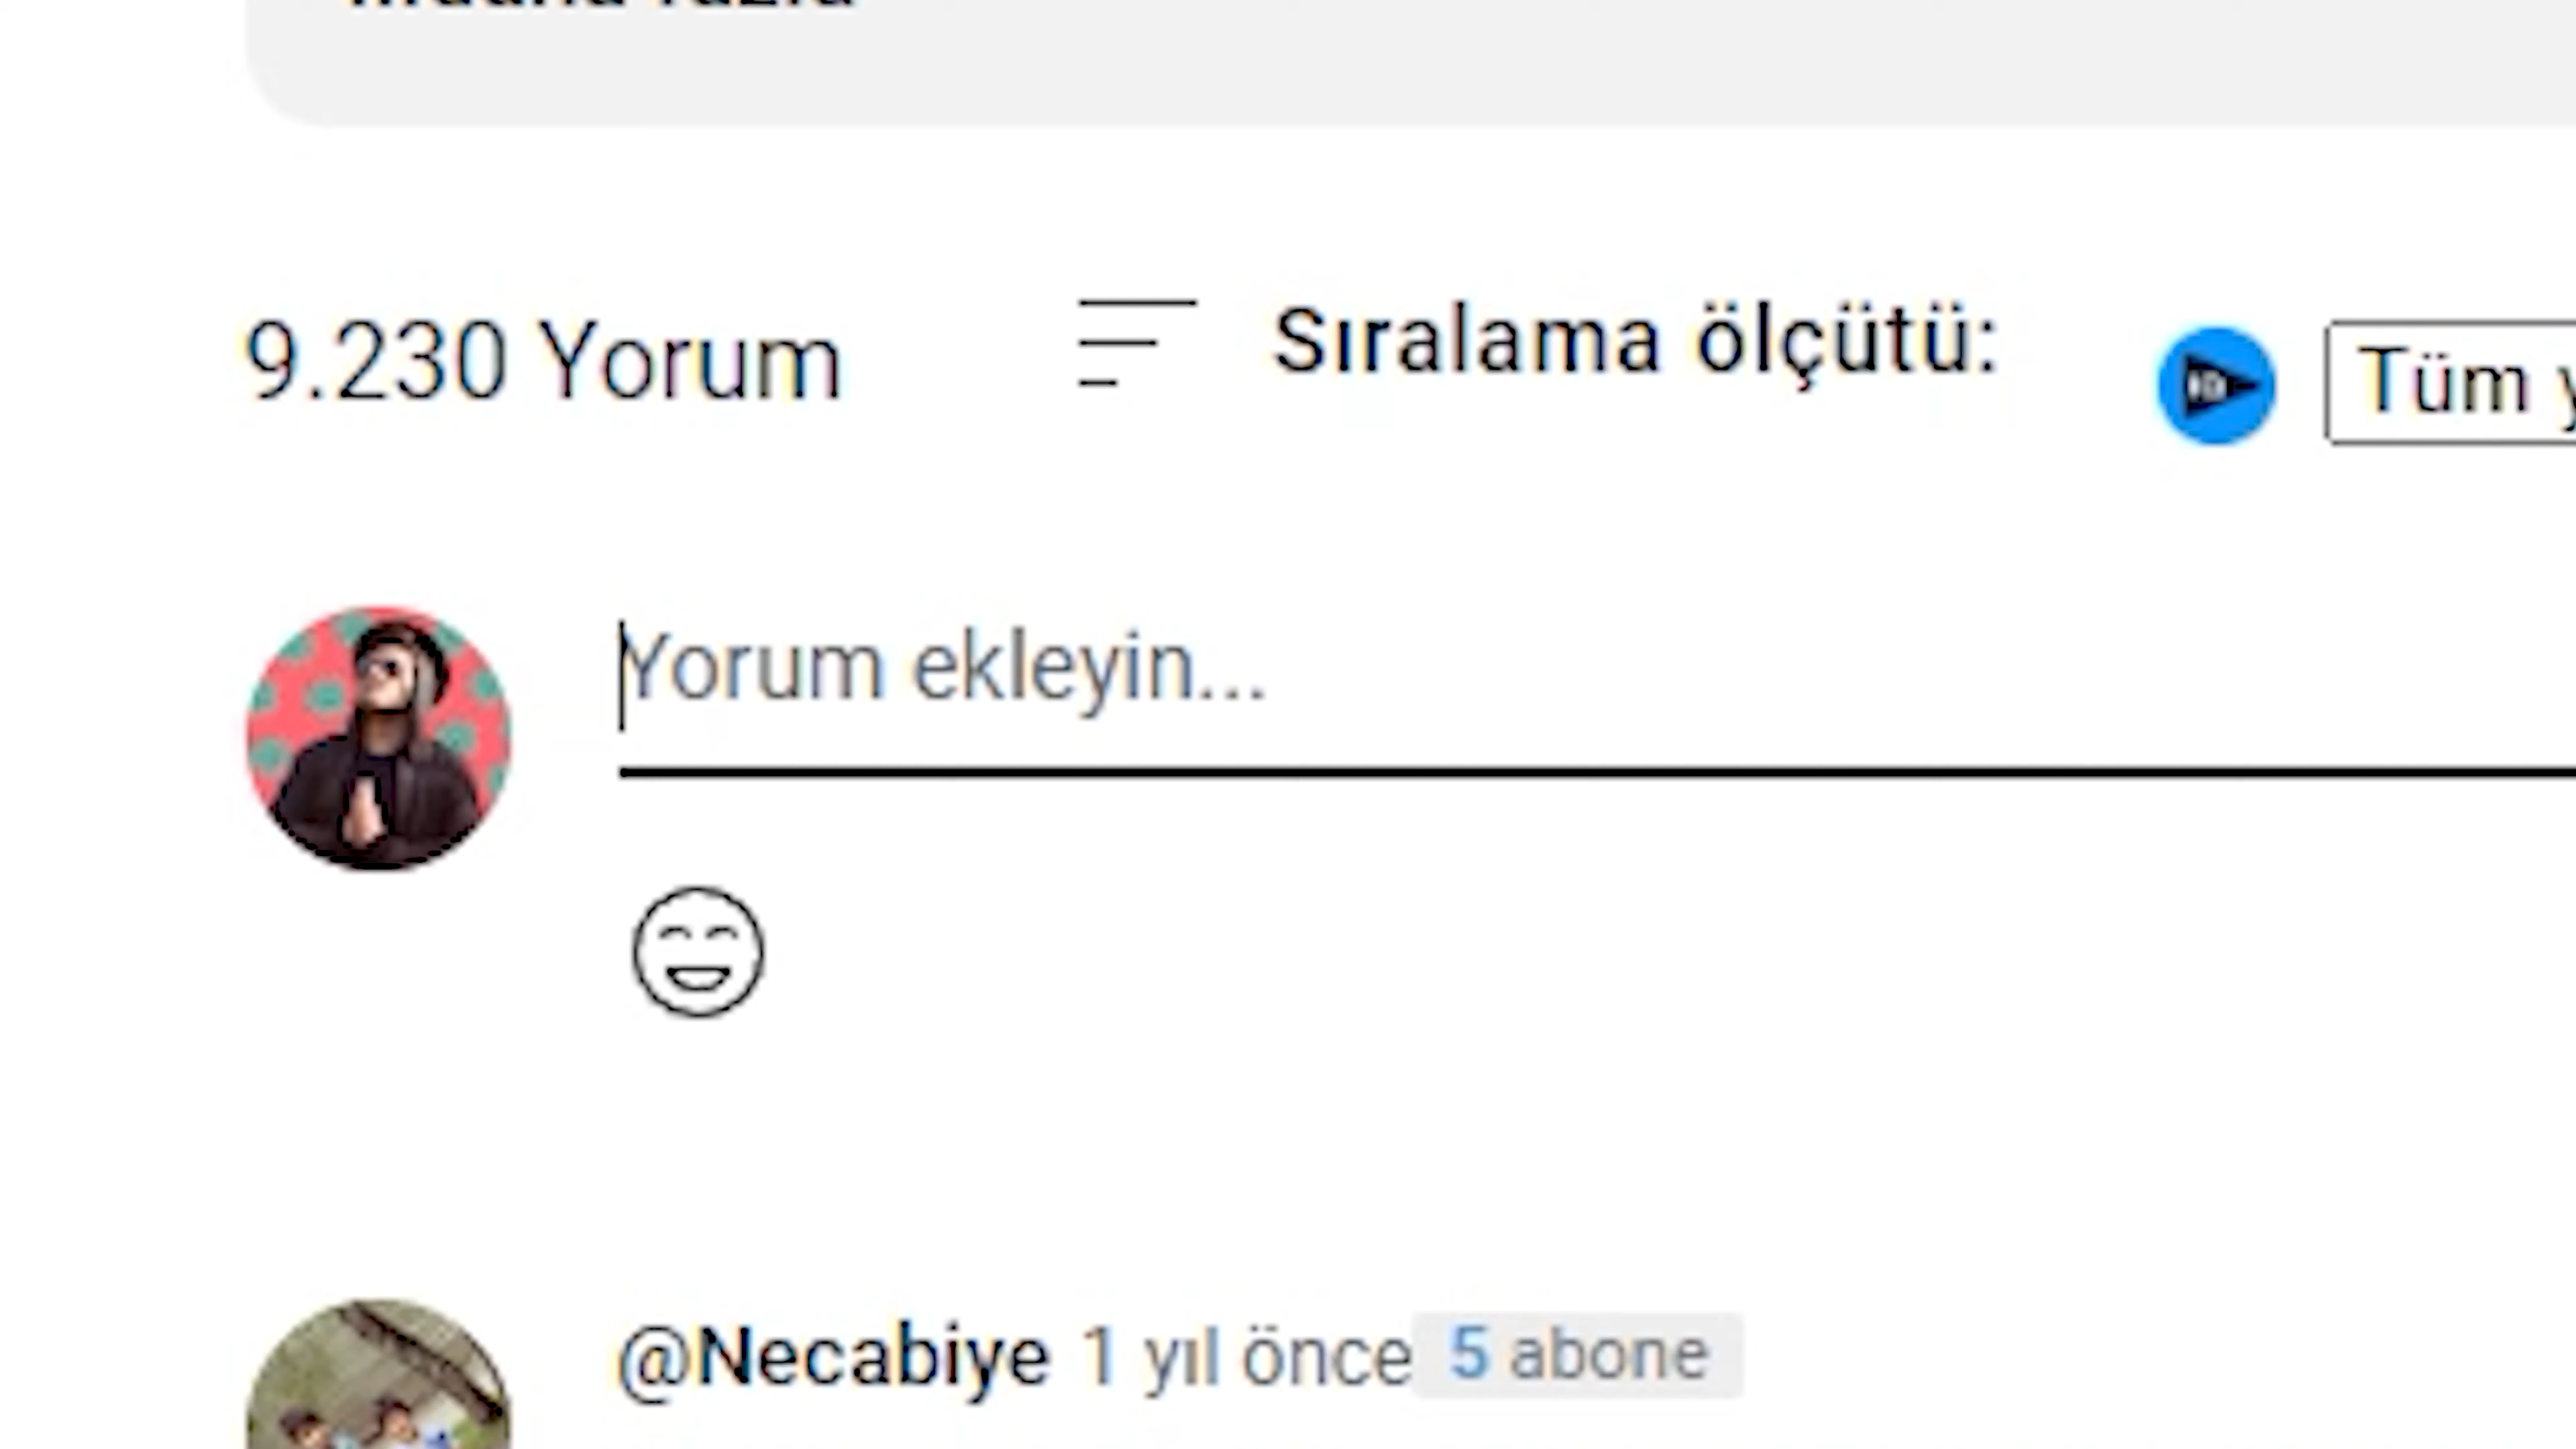 9.230 Yorum
Sıralama ölçütü:
Tüm
Yorum ekleyin...
@Necabiye 1 yıl önce 5 abone